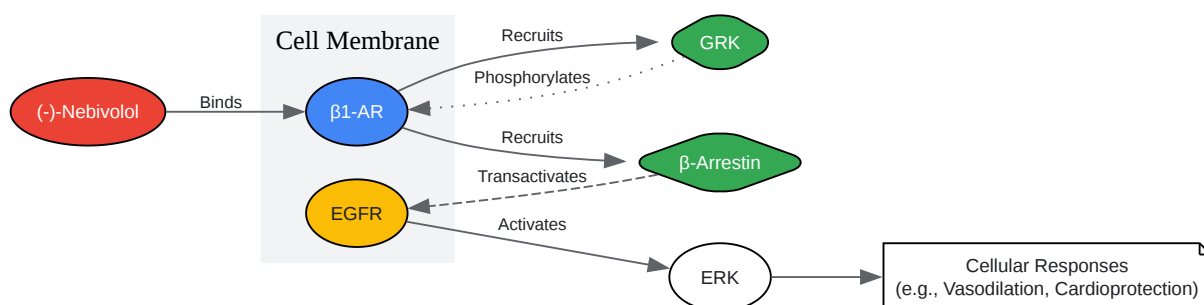 Cell Membrane
Recruits
GRK
Phosphorylates
(-)-Nebivolol
Binds
β1-AR
Recruits
β-Arrestin
Transactivates
EGFR
Activates
ERK
Cellular Responses
(e.g., Vasodilation, Cardioprotection)